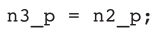 n3_p = n2_p;